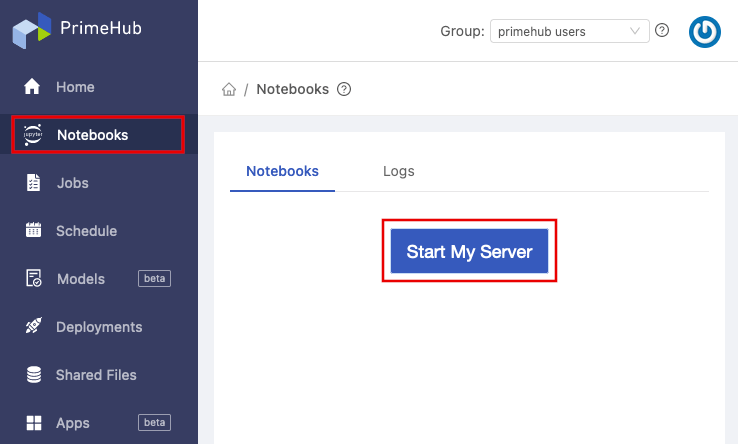 PrimeHub
Group: primehub users
Home
/ Notebooks
jupyter
Notebooks
Jobs
Schedule
Models beta
Deployments
Shared Files
Apps beta
Notebooks Logs
Start My Server